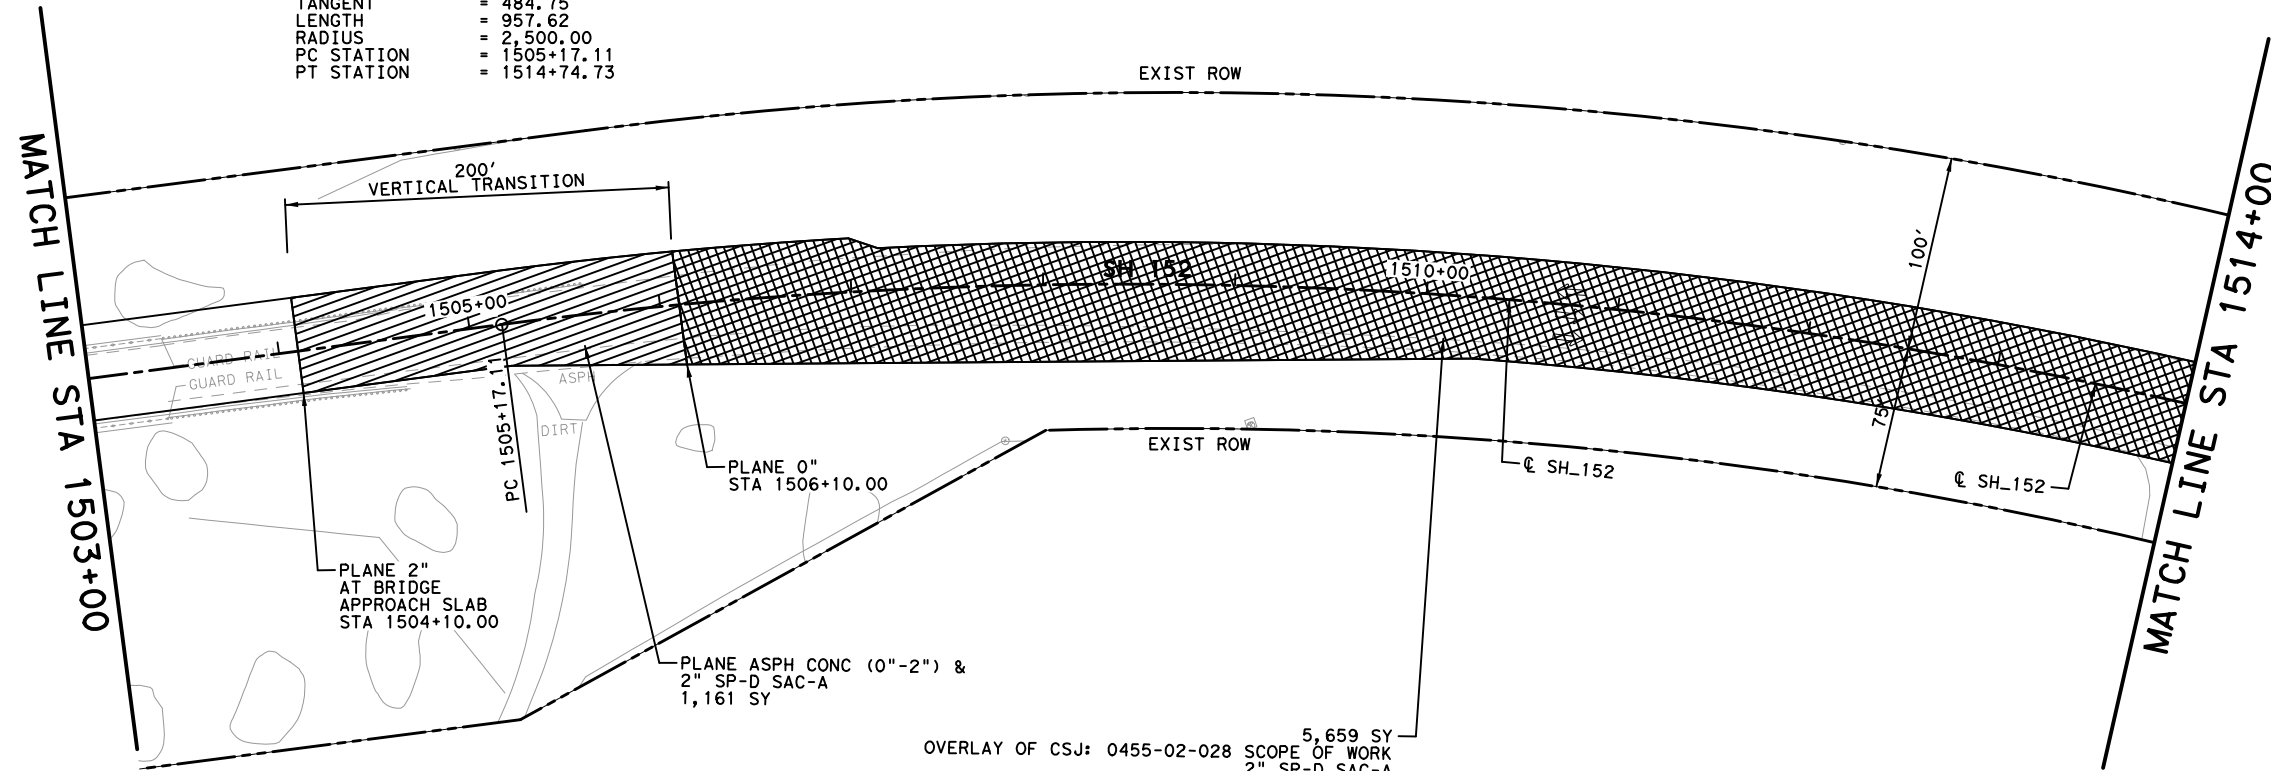 TANGENT = 484.75
LENGTH = 957.62
RADIUS = 2,500.00
PC STATION = 1505+17.11
PT STATION = 1514+74.73
EXIST ROW
MATCH LINE STA 1503+00
200'
VERTICAL TRANSITION
1505+00
SH 152
1510+00
100'
75'
MATCH LINE STA 1514+00
GUARD RAIL
GUARD RAIL
ASPH
DIRT
PC 1505+17.11
EXIST ROW
PLANE 0"
STA 1506+10.00
℄ SH_152
℄ SH_152
PLANE 2"
AT BRIDGE
APPROACH SLAB
STA 1504+10.00
PLANE ASPH CONC (0"-2") &
2" SP-D SAC-A
1,161 SY
5,659 SY
OVERLAY OF CSJ: 0455-02-028 SCOPE OF WORK
2" SP-D SAC-A